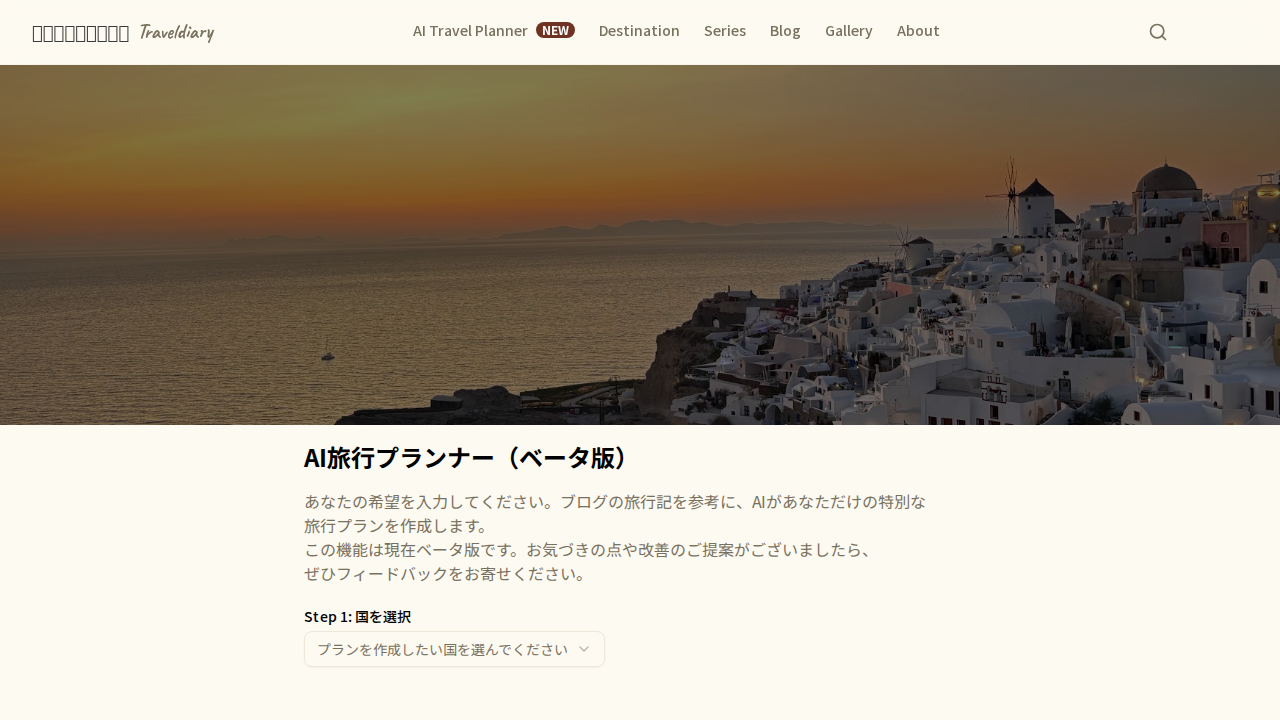 Traveldiary
AI Travel Planner NEW Destination Series Blog Gallery About
AI旅行プランナー（ベータ版）
あなたの希望を入力してください。ブログの旅行記を参考に、AIがあなただけの特別な
旅行プランを作成します。
この機能は現在ベータ版です。お気づきの点や改善のご提案がございましたら、
ぜひフィードバックをお寄せください。
Step 1: 国を選択
プランを作成したい国を選んでください